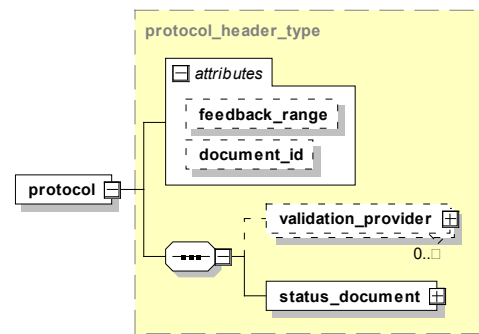 protocol_header_type
attributes
feedback_range
document_id
protocol
validation_provider
0..□
status_document